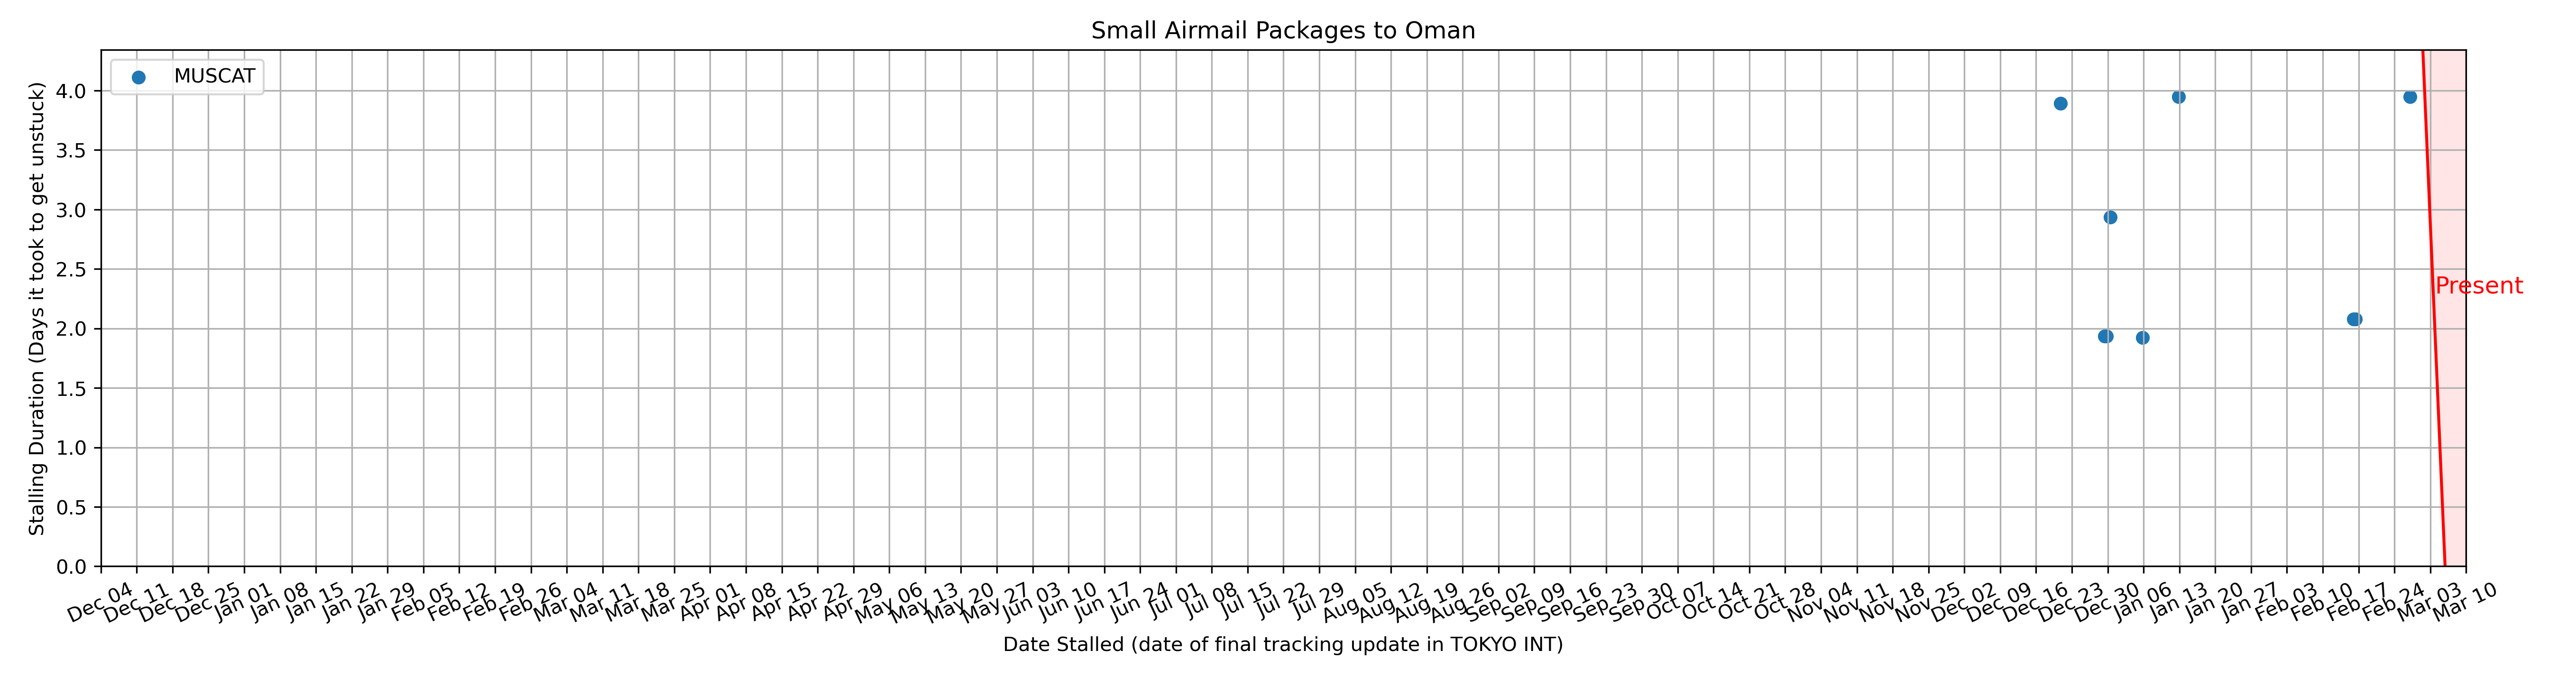 Small Airmail Packages to Oman
MUSCAT
Stalling Duration (Days it took to get unstuck)
4.0
3.5
3.0
2.5
2.0
1.5
1.0
0.5
0.0
Present
Dec 04 Dec 11 Dec 18 Dec 25 Jan 01 Jan 08 Jan 15 Jan 22 Jan 29 Feb 05 Feb 12 Feb 19 Feb 26 Mar 04 Mar 11 Mar 18 Mar 25 Apr 01 Apr 08 Apr 15 Apr 22 Apr 29 May 06 May 13 May 20 May 27 Jun 03 Jun 10 Jun 17 Jun 24 Jul 01 Jul 08 Jul 15 Jul 22 Jul 29 Aug 05 Aug 12 Aug 19 Aug 26 Sep 02 Sep 09 Sep 16 Sep 23 Sep 30 Oct 07 Oct 14 Oct 21 Oct 28 Nov 04 Nov 11 Nov 18 Nov 25 Dec 02 Dec 09 Dec 16 Dec 23 Dec 30 Jan 06 Jan 13 Jan 20 Jan 27 Feb 03 Feb 10 Feb 17 Feb 24 Mar 03 Mar 10
Date Stalled (date of final tracking update in TOKYO INT)